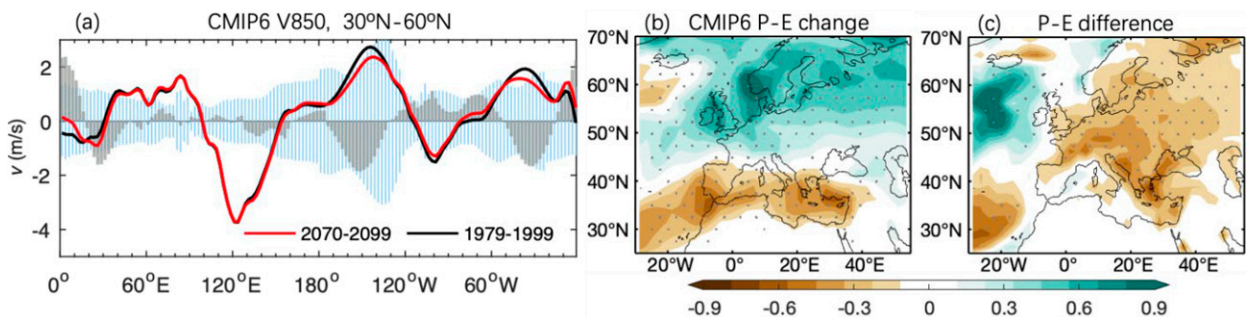 (a) CMIP6 V850, 30ºN-60ºN
v (m/s)
2
0
-2
-4
2070-2099 1979-1999
0º 60ºE 120ºE 180ºE 120ºW 60ºW
(b) CMIP6 P-E change
70ºN
60ºN
50ºN
40ºN
30ºN
20ºW 0º 20ºE 40ºE
(c) P-E difference
70ºN
60ºN
50ºN
40ºN
30ºN
20ºW 0º 20ºE 40ºE
-0.9 -0.6 -0.3 0 0.3 0.6 0.9